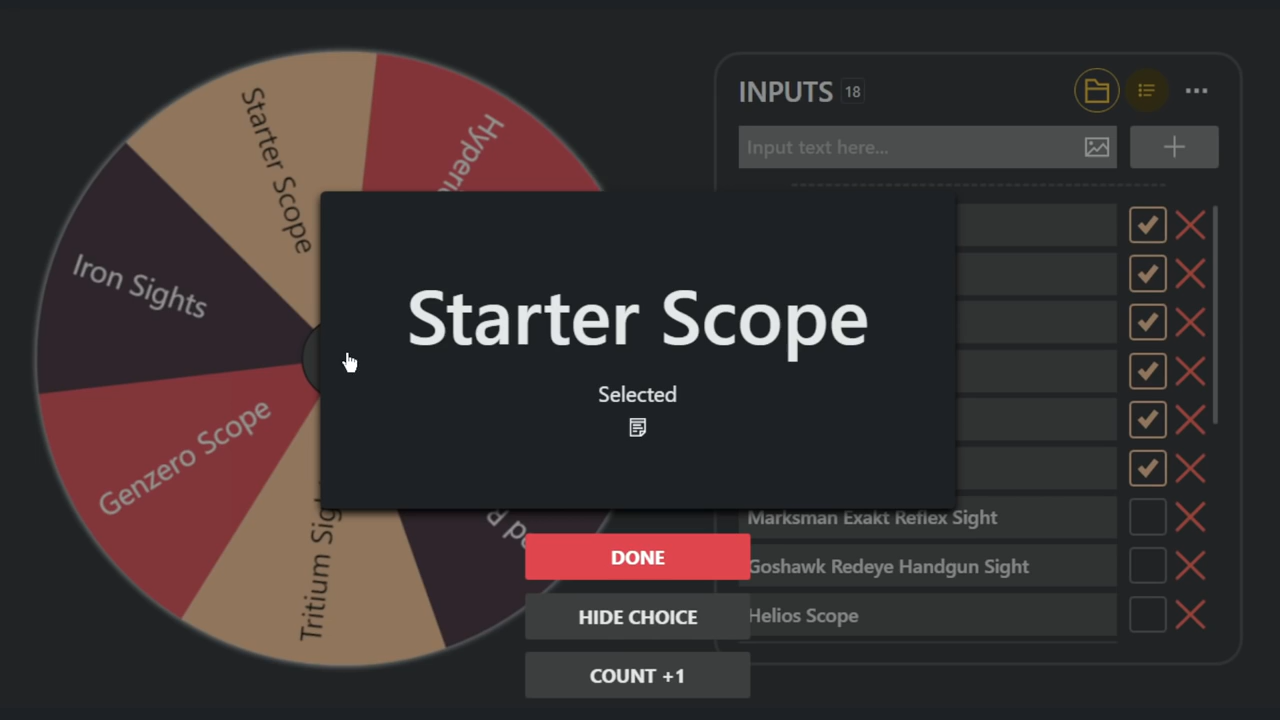 Starter Scope
Iron Sights
Genzero Scope
Tritium
INPUTS 18
Input text here...
Starter Scope
Selected
DONE
HIDE CHOICE
COUNT +1
Marksman Exakt Reflex Sight
Goshawk Redeye Handgun Sight
Helios Scope